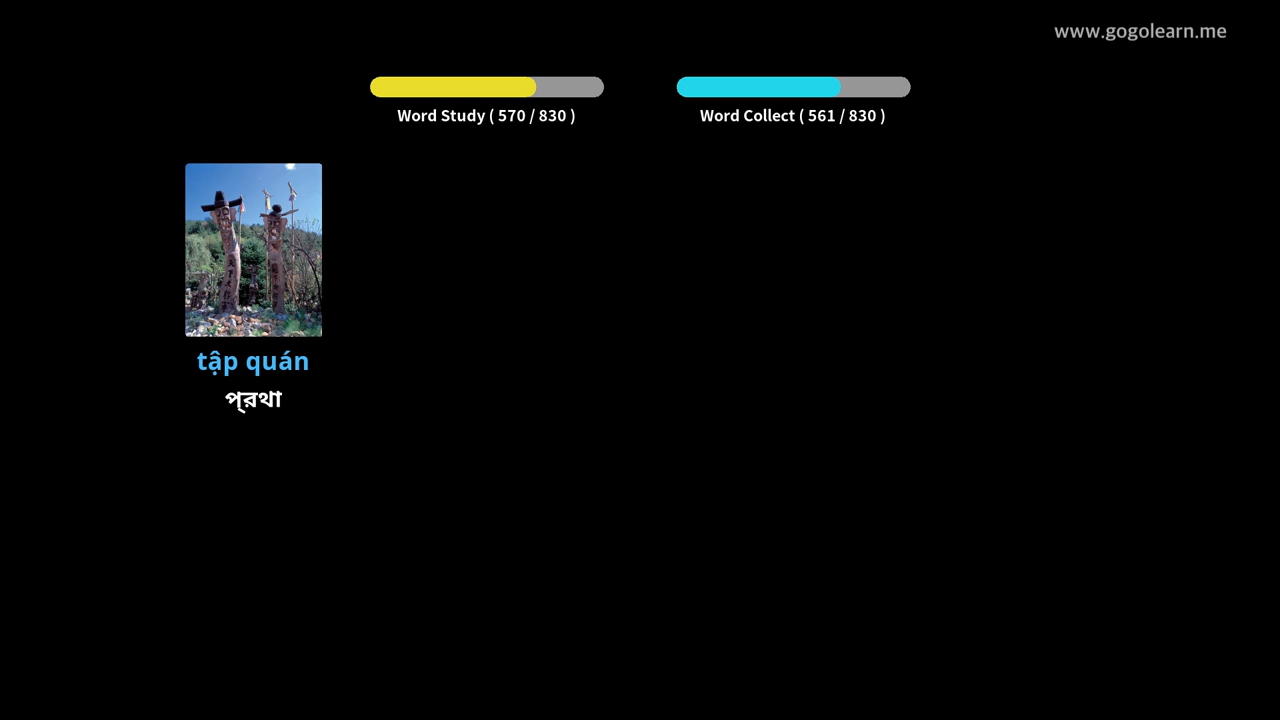 www.gogolearn.me
Word Study ( 570 / 830 )
Word Collect ( 561 / 830 )
tập quán
প্রথা